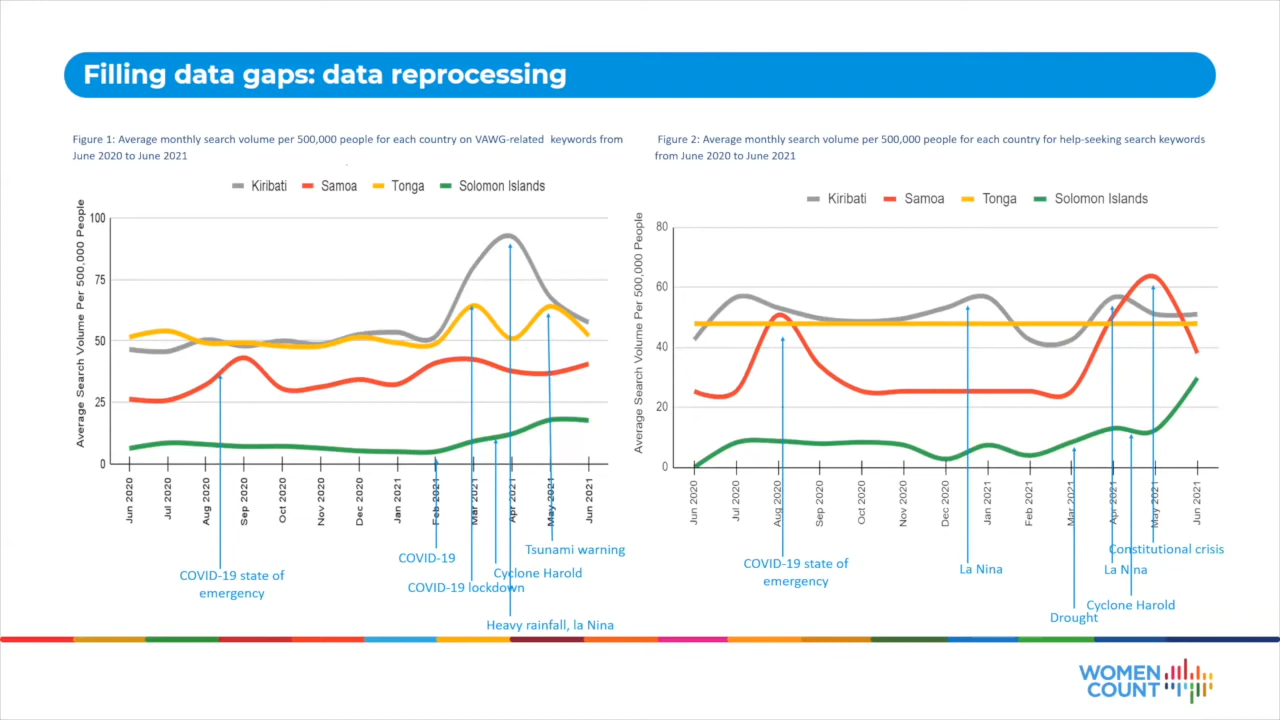 Filling data gaps: data reprocessing
Figure 1: Average monthly search volume per 500,000 people for each country on VAWG-related keywords from
June 2020 to June 2021
Kiribati Samoa Tonga Solomon Islands
Average Search Volume Per 500,000 People
100
75
50
25
0
Jun 2020
Jul 2020
Aug 2020
Sep 2020
Oct 2020
Nov 2020
Dec 2020
Jan 2021
Feb 2021
Mar 2021
Apr 2021
May 2021
Jun 2021
COVID-19 state of
emergency
COVID-19
COVID-19 lockdown
Cyclone Harold
Tsunami warning
Heavy rainfall, la Nina
Figure 2: Average monthly search volume per 500,000 people for each country for help-seeking search keywords
from June 2020 to June 2021
Kiribati Samoa Tonga Solomon Islands
Average Search Volume Per 500,000 People
80
60
40
20
0
Jun 2020
Jul 2020
Aug 2020
Sep 2020
Oct 2020
Nov 2020
Dec 2020
Jan 2021
Feb 2021
Mar 2021
Apr 2021
May 2021
Jun 2021
COVID-19 state of
emergency
La Nina
Constitutional crisis
La Nina
Cyclone Harold
Drought
WOMEN
COUNT